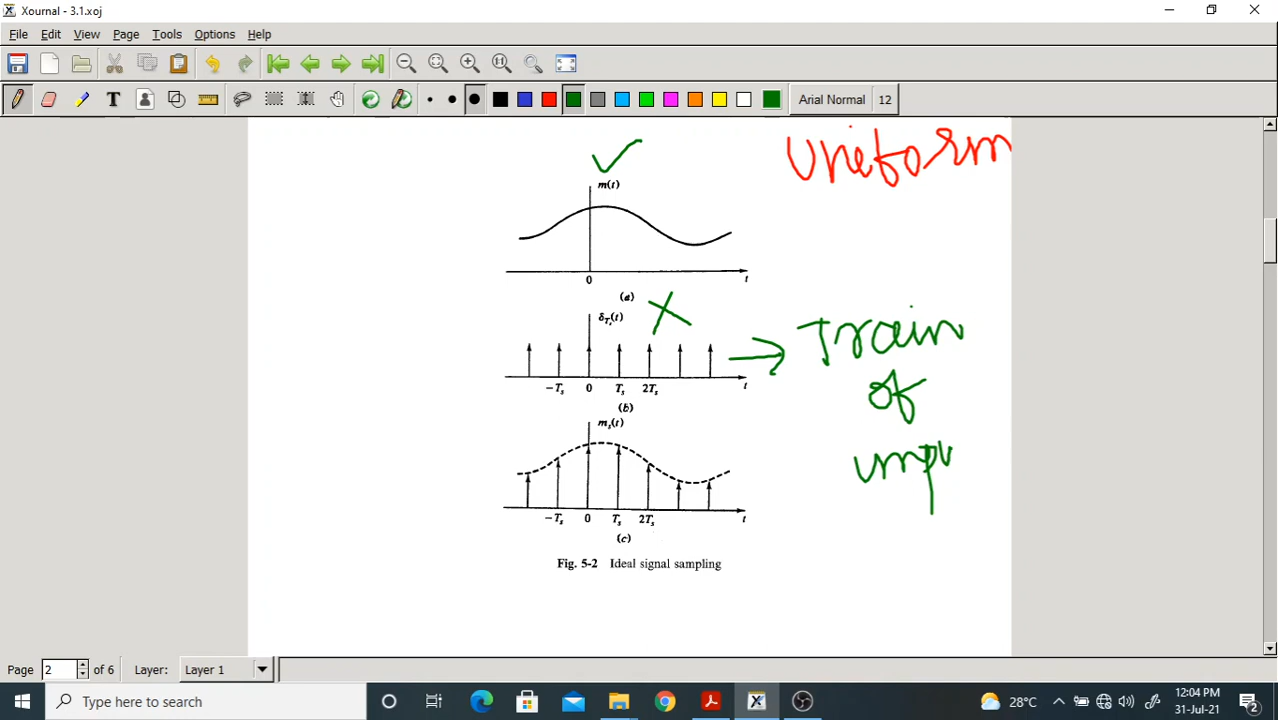 Xournal - 3.1.xoj
File Edit View Page Tools Options Help
Arial Normal 12
Uniform
m(t)
0 t
(a)
δTs(t)
Train
-Ts 0 Ts 2Ts t
of
(b)
ms(t)
impu
-Ts 0 Ts 2Ts t
(c)
Fig. 5-2 Ideal signal sampling
Page 2 of 6 Layer: Layer 1
Type here to search
28°C
12:04 PM
31-Jul-21
2